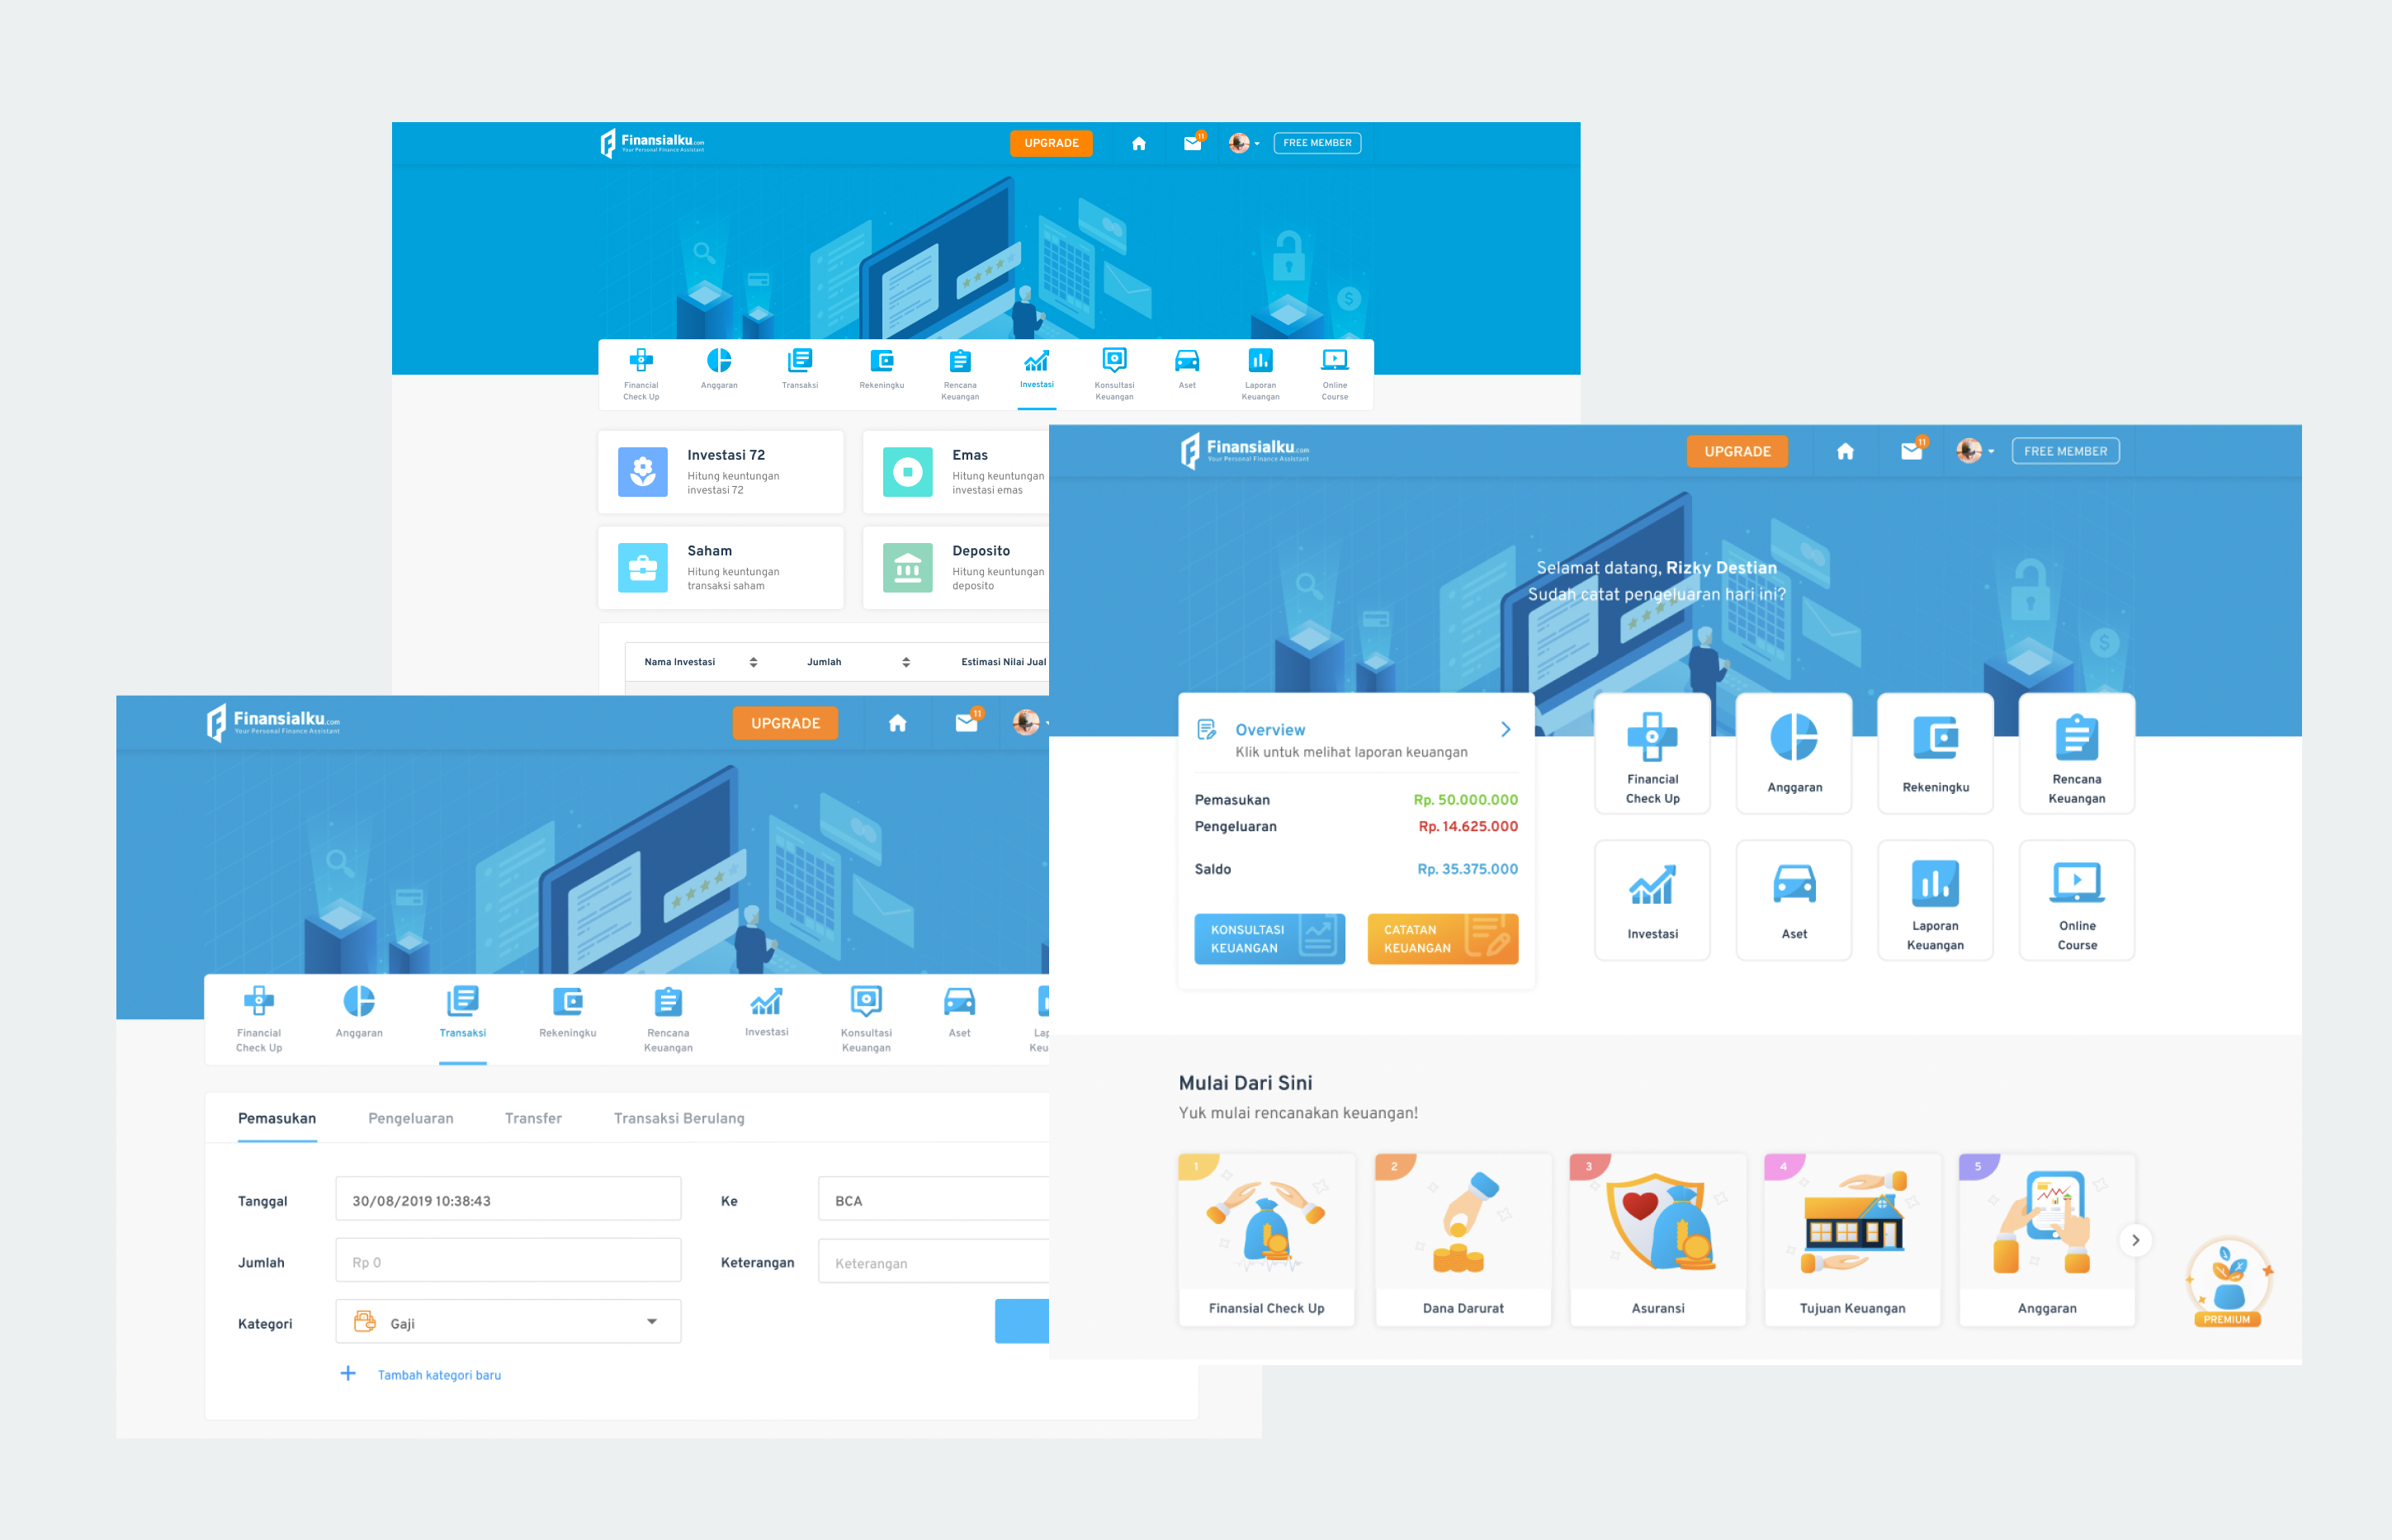 Finansialku.com
Your Personal Finance Assistant
UPGRADE
11
FREE MEMBER
Financial
Check Up
Anggaran
Transaksi
Rekeningku
Rencana
Keuangan
Investasi
Konsultasi
Keuangan
Aset
Laporan
Keuangan
Online
Course
Investasi 72
Hitung keuntungan
investasi 72
Emas
Hitung keuntungan
investasi emas
Saham
Hitung keuntungan
transaksi saham
Deposito
Hitung keuntungan
deposito
Nama Investasi
Jumlah
Estimasi Nilai Jual
Finansialku.com
Your Personal Finance Assistant
UPGRADE
11
FREE MEMBER
Selamat datang, Rizky Destian
Sudah catat pengeluaran hari ini?
Overview
Klik untuk melihat laporan keuangan
Pemasukan Rp. 50.000.000
Pengeluaran Rp. 14.625.000
Saldo Rp. 35.375.000
KONSULTASI
KEUANGAN
CATATAN
KEUANGAN
Financial
Check Up
Anggaran
Rekeningku
Rencana
Keuangan
Investasi
Aset
Laporan
Keuangan
Online
Course
Mulai Dari Sini
Yuk mulai rencanakan keuangan!
1
Finansial Check Up
2
Dana Darurat
3
Asuransi
4
Tujuan Keuangan
5
Anggaran
PREMIUM
Finansialku.com
Your Personal Finance Assistant
UPGRADE
11
Financial
Check Up
Anggaran
Transaksi
Rekeningku
Rencana
Keuangan
Investasi
Konsultasi
Keuangan
Aset
Lap
Keu
Pemasukan
Pengeluaran
Transfer
Transaksi Berulang
Tanggal
30/08/2019 10:38:43
Ke
BCA
Jumlah
Rp 0
Keterangan
Keterangan
Kategori
Gaji
+ Tambah kategori baru